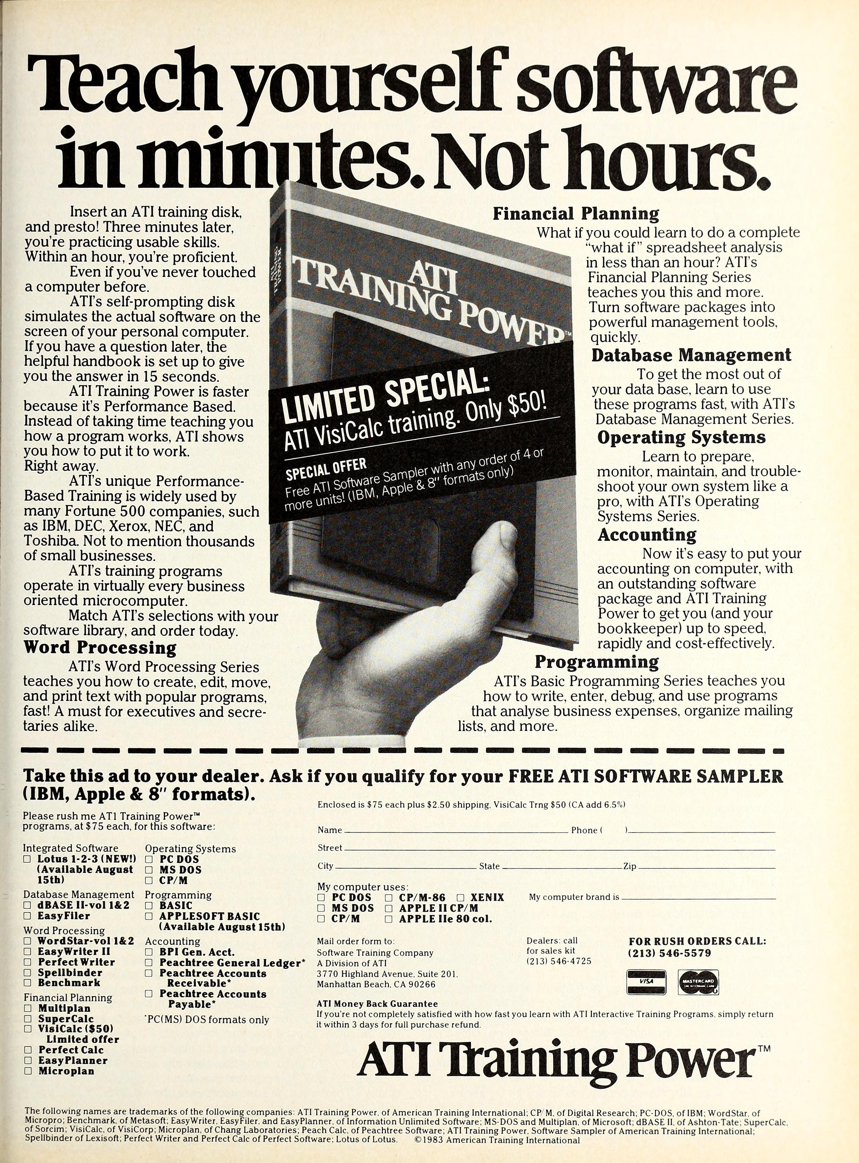 Teach yourself software
in minutes. Not hours.
Insert an ATI training disk,
and presto! Three minutes later,
you're practicing usable skills.
Within an hour, you're proficient.
Even if you've never touched
a computer before.
ATI's self-prompting disk
simulates the actual software on the
screen of your personal computer.
If you have a question later, the
helpful handbook is set up to give
you the answer in 15 seconds.
ATI Training Power is faster
because it's Performance Based.
Instead of taking time teaching you
how a program works, ATI shows
you how to put it to work.
Right away.
ATI's unique Performance-
Based Training is widely used by
many Fortune 500 companies, such
as IBM, DEC, Xerox, NEC, and
Toshiba. Not to mention thousands
of small businesses.
ATI's training programs
operate in virtually every business
oriented microcomputer.
Match ATI's selections with your
software library, and order today.
Word Processing
ATI's Word Processing Series
teaches you how to create, edit, move,
and print text with popular programs,
fast! A must for executives and secre-
taries alike.
ATI
TRAINING
POWER
ATI
TRAINING POWER™
LIMITED SPECIAL:
ATI VisiCalc training. Only $50!
SPECIAL OFFER
Free ATI Software Sampler with any order of 4 or
more units! (IBM, Apple & 8" formats only)
Financial Planning
What if you could learn to do a complete
"what if" spreadsheet analysis
in less than an hour? ATI's
Financial Planning Series
teaches you this and more.
Turn software packages into
powerful management tools,
quickly.
Database Management
To get the most out of
your data base, learn to use
these programs fast, with ATI's
Database Management Series.
Operating Systems
Learn to prepare,
monitor, maintain, and trouble-
shoot your own system like a
pro, with ATI's Operating
Systems Series.
Accounting
Now it's easy to put your
accounting on computer, with
an outstanding software
package and ATI Training
Power to get you (and your
bookkeeper) up to speed,
rapidly and cost-effectively.
Programming
ATI's Basic Programming Series teaches you
how to write, enter, debug, and use programs
that analyse business expenses, organize mailing
lists, and more.
Take this ad to your dealer. Ask if you qualify for your FREE ATI SOFTWARE SAMPLER
(IBM, Apple & 8" formats).
Please rush me ATI Training Power™
programs, at $75 each, for this software:
Integrated Software
Lotus 1-2-3 (NEW!)
(Available August
15th)
Database Management
dBASE II-vol 1&2
EasyFiler
Word Processing
WordStar-vol 1&2
EasyWriter II
Perfect Writer
Spellbinder
Benchmark
Financial Planning
Multiplan
SuperCalc
VisiCalc ($50)
Limited offer
Perfect Calc
EasyPlanner
Microplan
Operating Systems
PC DOS
MS DOS
CP/M
Programming
BASIC
APPLESOFT BASIC
(Available August 15th)
Accounting
BPI Gen. Acct.
Peachtree General Ledger*
Peachtree Accounts
Receivable*
Peachtree Accounts
Payable*
*PC(MS) DOS formats only
Enclosed is $75 each plus $2.50 shipping, VisiCalc Trng $50 (CA add 6.5%)
Name Phone ( )
Street
City State Zip
My computer uses:
PC DOS CP/M-86 XENIX
MS DOS APPLE II CP/M
CP/M APPLE IIe 80 col.
My computer brand is
Mail order form to:
Software Training Company
A Division of ATI
3770 Highland Avenue, Suite 201,
Manhattan Beach, CA 90266
Dealers: call
for sales kit
(213) 546-4725
FOR RUSH ORDERS CALL:
(213) 546-5579
VISA
MASTERCARD
ATI Money Back Guarantee
If you're not completely satisfied with how fast you learn with ATI Interactive Training Programs, simply return
it within 3 days for full purchase refund.
ATI Training Power™
The following names are trademarks of the following companies: ATI Training Power, of American Training International; CP/M, of Digital Research; PC-DOS, of IBM; WordStar, of
Micropro; Benchmark, of Metasoft; EasyWriter, EasyFiler, and EasyPlanner, of Information Unlimited Software; MS-DOS and Multiplan, of Microsoft; dBASE II, of Ashton-Tate; SuperCalc,
of Sorcim; VisiCalc, of VisiCorp; Microplan, of Chang Laboratories; Peach Calc, of Peachtree Software; ATI Training Power, Software Sampler of American Training International;
Spellbinder of Lexisoft; Perfect Writer and Perfect Calc of Perfect Software; Lotus of Lotus. ©1983 American Training International